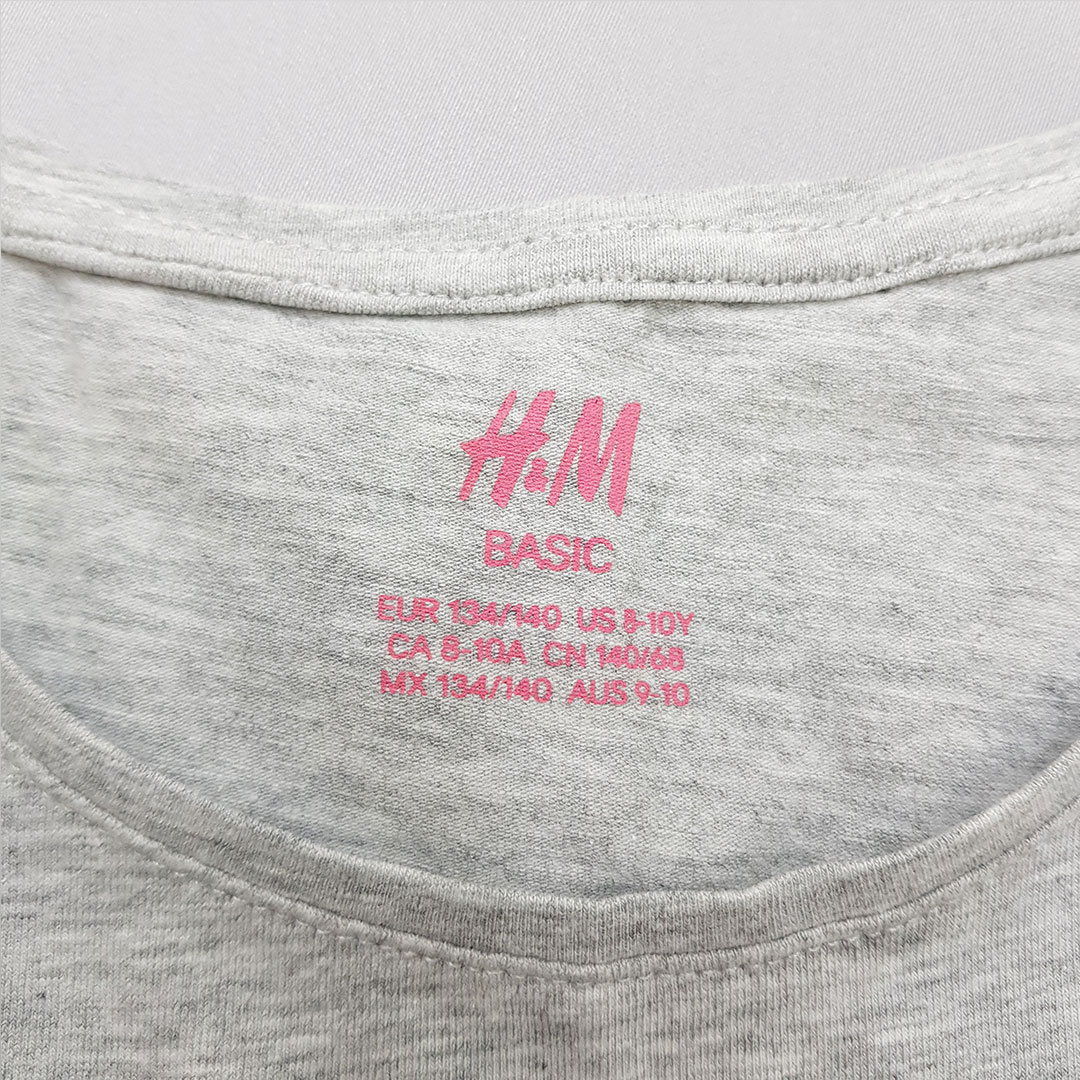 H&M
BASIC
EUR 134/140 US 8-10Y
CA 8-10A CN 140/68
MX 134/140 AUS 9-10